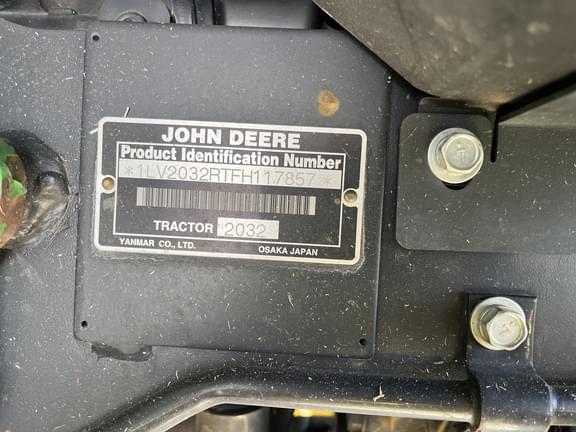 JOHN DEERE
Product Identification Number
*1LV2032RTFH117857*
TRACTOR 2032
YANMAR CO., LTD. OSAKA JAPAN